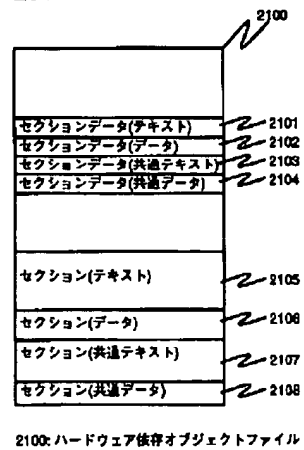 2100
セクションデータ(テキスト) 2101
セクションデータ(データ) 2102
セクションデータ(共通テキスト) 2103
セクションデータ(共通データ) 2104
セクション(テキスト) 2105
セクション(データ) 2106
セクション(共通テキスト) 2107
セクション(共通データ) 2108
2100: ハードウェア依存オブジェクトファイル